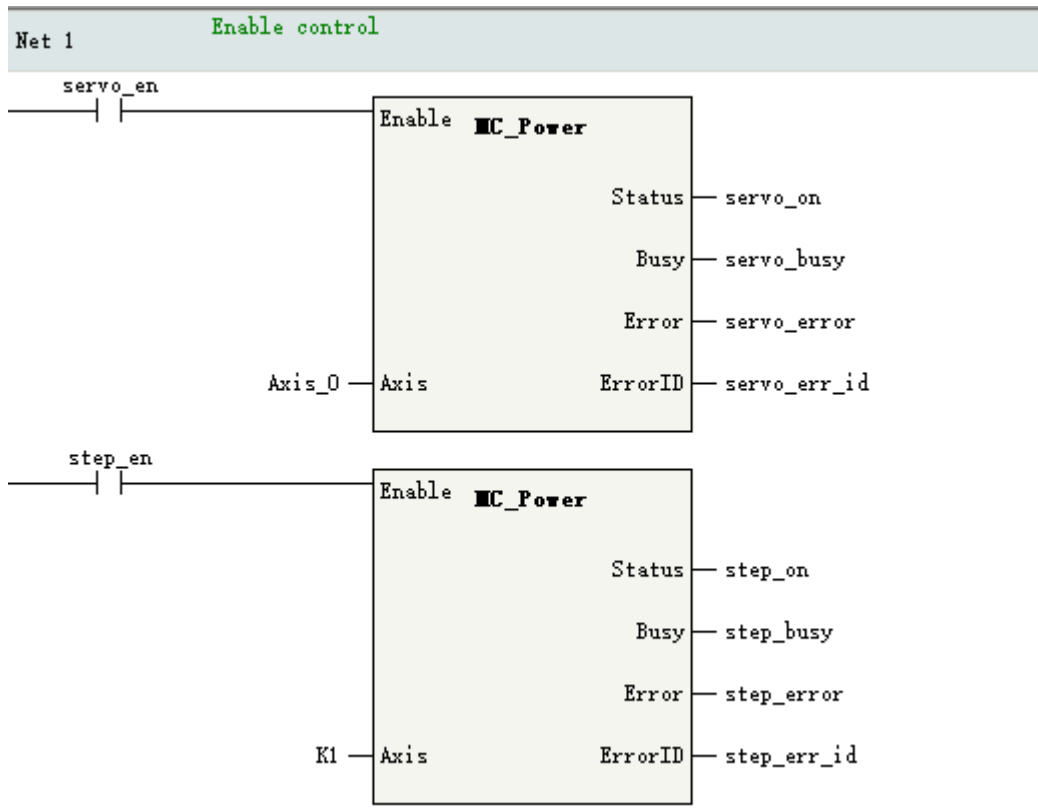 Net 1 Enable control
servo_en
Enable MC_Power
Status servo_on
Busy servo_busy
Error servo_error
Axis_0 Axis ErrorID servo_err_id
step_en
Enable MC_Power
Status step_on
Busy step_busy
Error step_error
K1 Axis ErrorID step_err_id